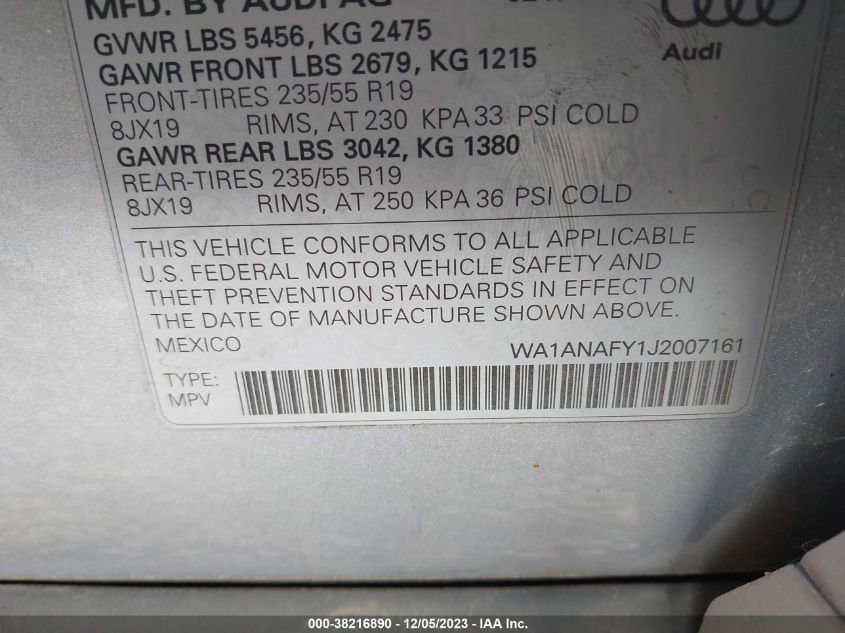 MFD. BY AUDI AG
Audi
GVWR LBS 5456, KG 2475
GAWR FRONT LBS 2679, KG 1215
FRONT-TIRES 235/55 R19
8JX19 RIMS, AT 230 KPA 33 PSI COLD
GAWR REAR LBS 3042, KG 1380
REAR-TIRES 235/55 R19
8JX19 RIMS, AT 250 KPA 36 PSI COLD
THIS VEHICLE CONFORMS TO ALL APPLICABLE
U.S. FEDERAL MOTOR VEHICLE SAFETY AND
THEFT PREVENTION STANDARDS IN EFFECT ON
THE DATE OF MANUFACTURE SHOWN ABOVE.
MEXICO WA1ANAFY1J2007161
TYPE:
MPV
000-38216890 - 12/05/2023 - IAA Inc.